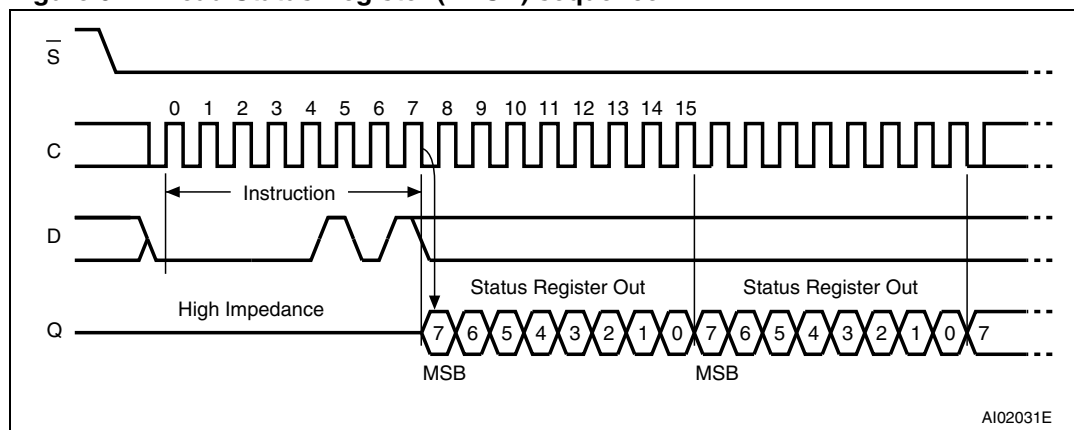 S
0 1 2 3 4 5 6 7 8 9 10 11 12 13 14 15
C
Instruction
D
Status Register Out Status Register Out
High Impedance
Q 7 6 5 4 3 2 1 0 7 6 5 4 3 2 1 0 7
MSB MSB
AI02031E